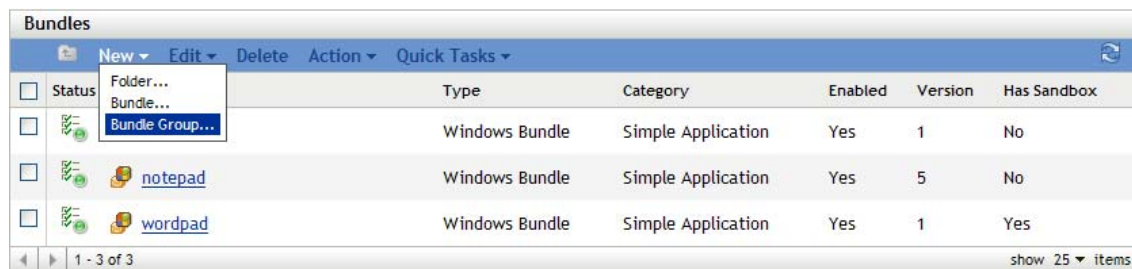 Bundles
New Edit Delete Action Quick Tasks
Folder...
Bundle...
Bundle Group...
Status Type Category Enabled Version Has Sandbox
Windows Bundle Simple Application Yes 1 No
notepad Windows Bundle Simple Application Yes 5 No
wordpad Windows Bundle Simple Application Yes 1 Yes
1 - 3 of 3 show 25 items